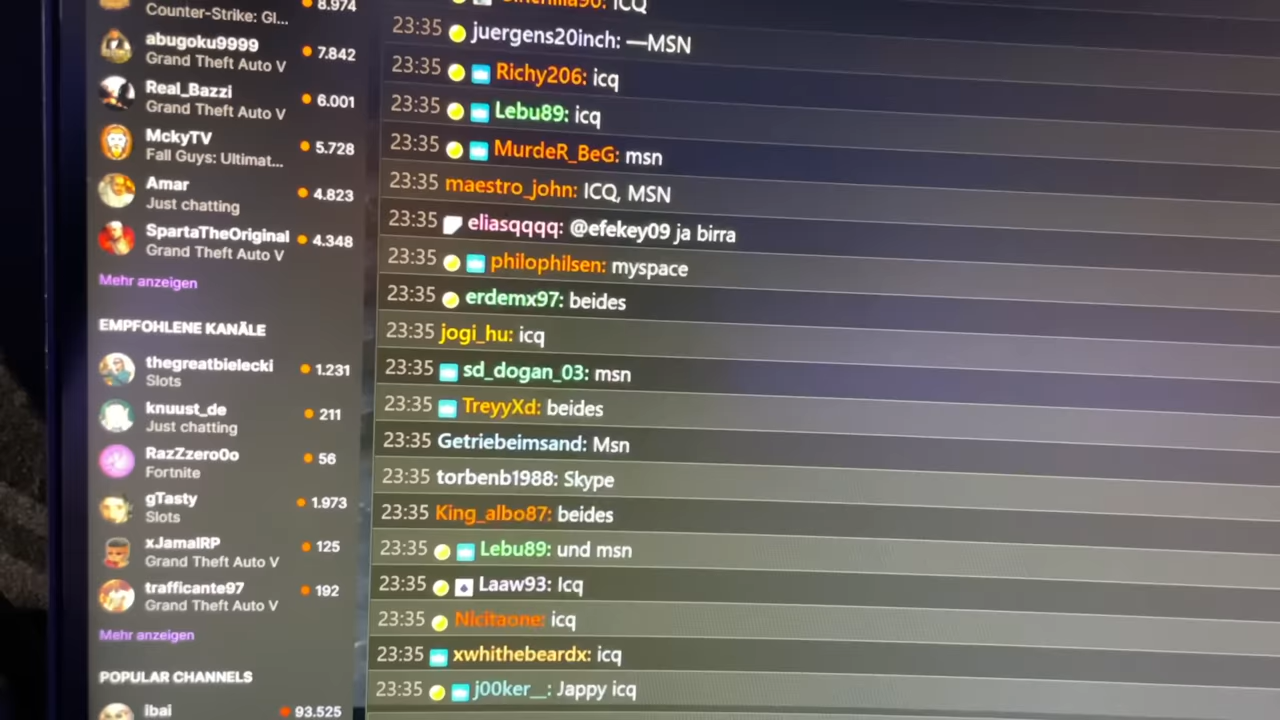 Counter-Strike: Gl...
8.974
abugoku9999
Grand Theft Auto V
7.842
Real_Bazzi
Grand Theft Auto V
6.001
MckyTV
Fall Guys: Ultimat...
5.728
Amar
Just chatting
4.823
SpartaTheOriginal
Grand Theft Auto V
4.348
Mehr anzeigen
EMPFOHLENE KANÄLE
thegreatbielecki
Slots
1.231
knuust_de
Just chatting
211
RazZzeroOo
Fortnite
56
gTasty
Slots
1.973
xJamalRP
Grand Theft Auto V
125
trafficante97
Grand Theft Auto V
192
Mehr anzeigen
POPULAR CHANNELS
ibai
93.525
ICQ
23:35 juergens20inch: —MSN
23:35 Richy206: icq
23:35 Lebu89: icq
23:35 MurdeR_BeG: msn
23:35 maestro_john: ICQ, MSN
23:35 eliasqqqq: @efekey09 ja birra
23:35 philophilsen: myspace
23:35 erdemx97: beides
23:35 jogi_hu: icq
23:35 sd_dogan_03: msn
23:35 TreyyXd: beides
23:35 Getriebeimsand: Msn
23:35 torbenb1988: Skype
23:35 King_albo87: beides
23:35 Lebu89: und msn
23:35 Laaw93: Icq
23:35 Nicitaone: icq
23:35 xwhithebeardx: icq
23:35 j00ker__: Jappy icq